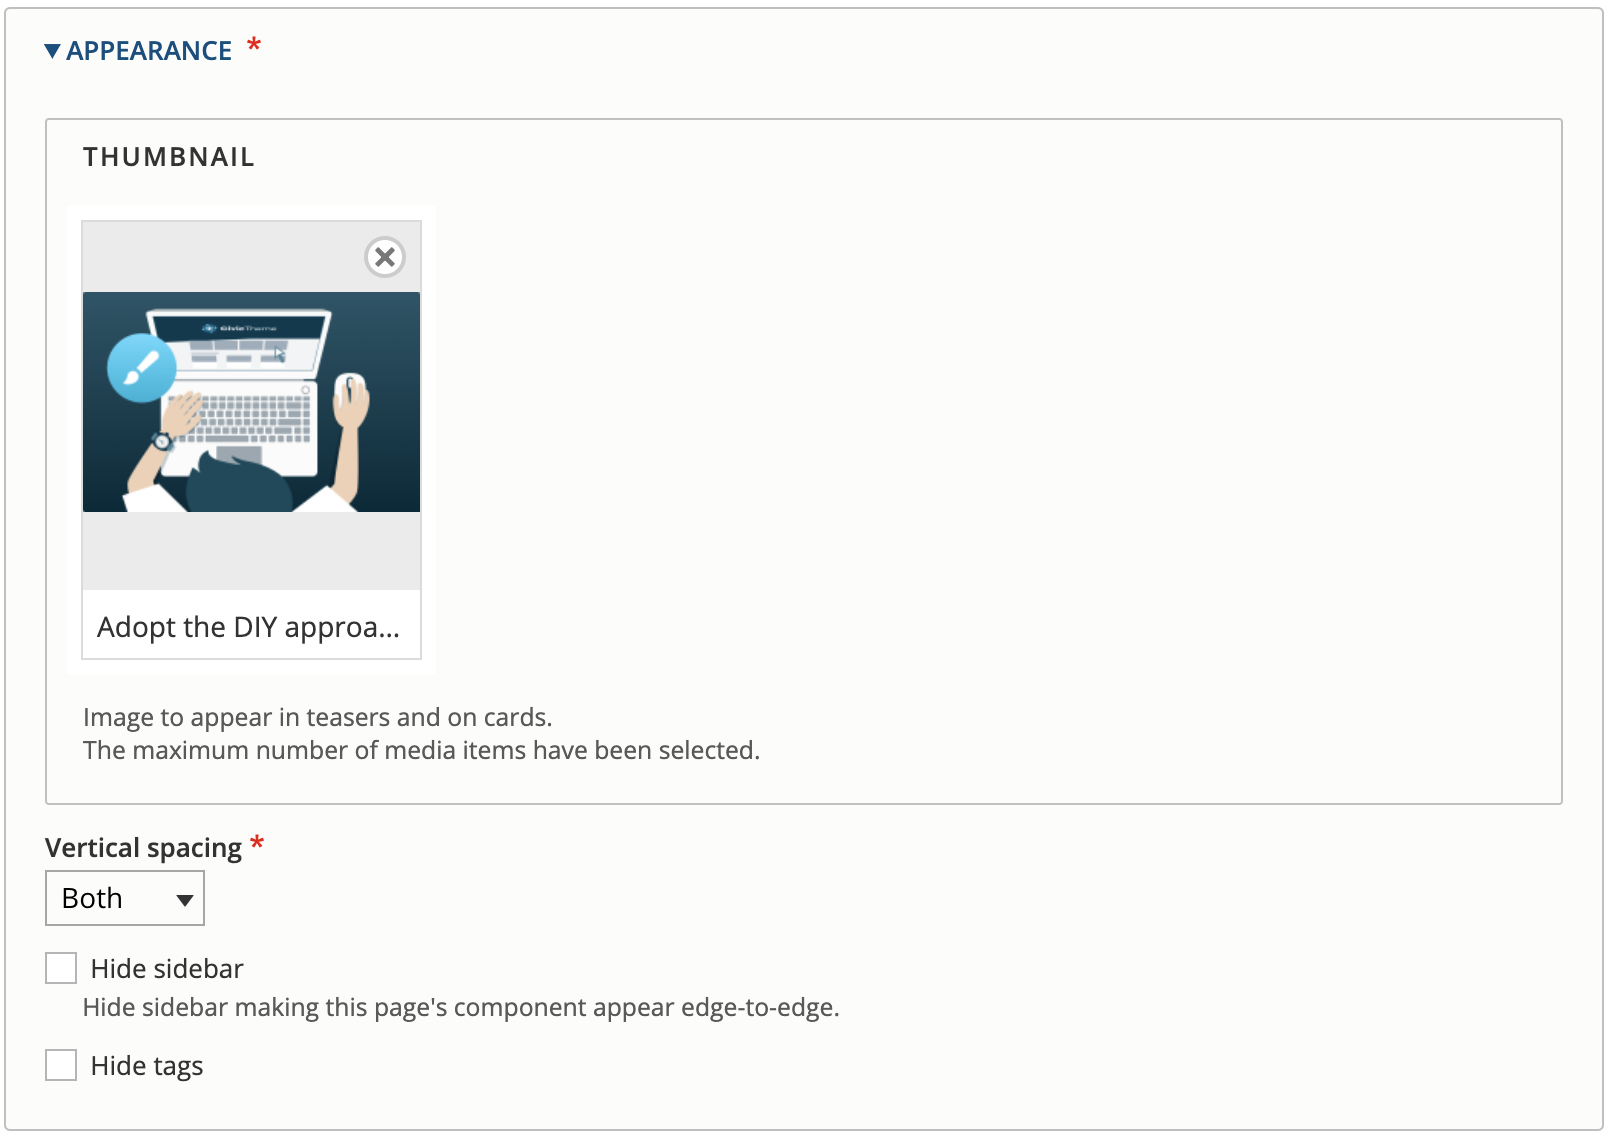 APPEARANCE *
THUMBNAIL
Adopt the DIY approa...
Image to appear in teasers and on cards.
The maximum number of media items have been selected.
Vertical spacing *
Both
Hide sidebar
Hide sidebar making this page's component appear edge-to-edge.
Hide tags